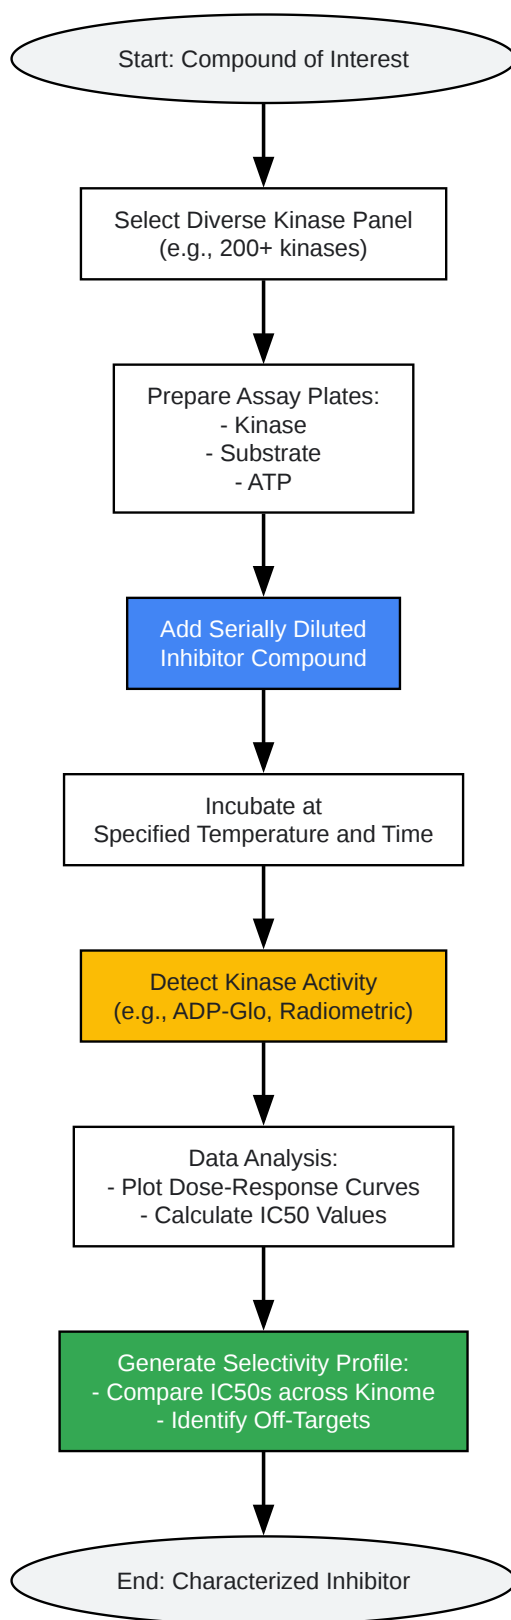 Start: Compound of Interest
Select Diverse Kinase Panel
(e.g., 200+ kinases)
Prepare Assay Plates:
- Kinase
- Substrate
- ATP
Add Serially Diluted
Inhibitor Compound
Incubate at
Specified Temperature and Time
Detect Kinase Activity
(e.g., ADP-Glo, Radiometric)
Data Analysis:
- Plot Dose-Response Curves
- Calculate IC50 Values
Generate Selectivity Profile:
- Compare IC50s across Kinome
- Identify Off-Targets
End: Characterized Inhibitor